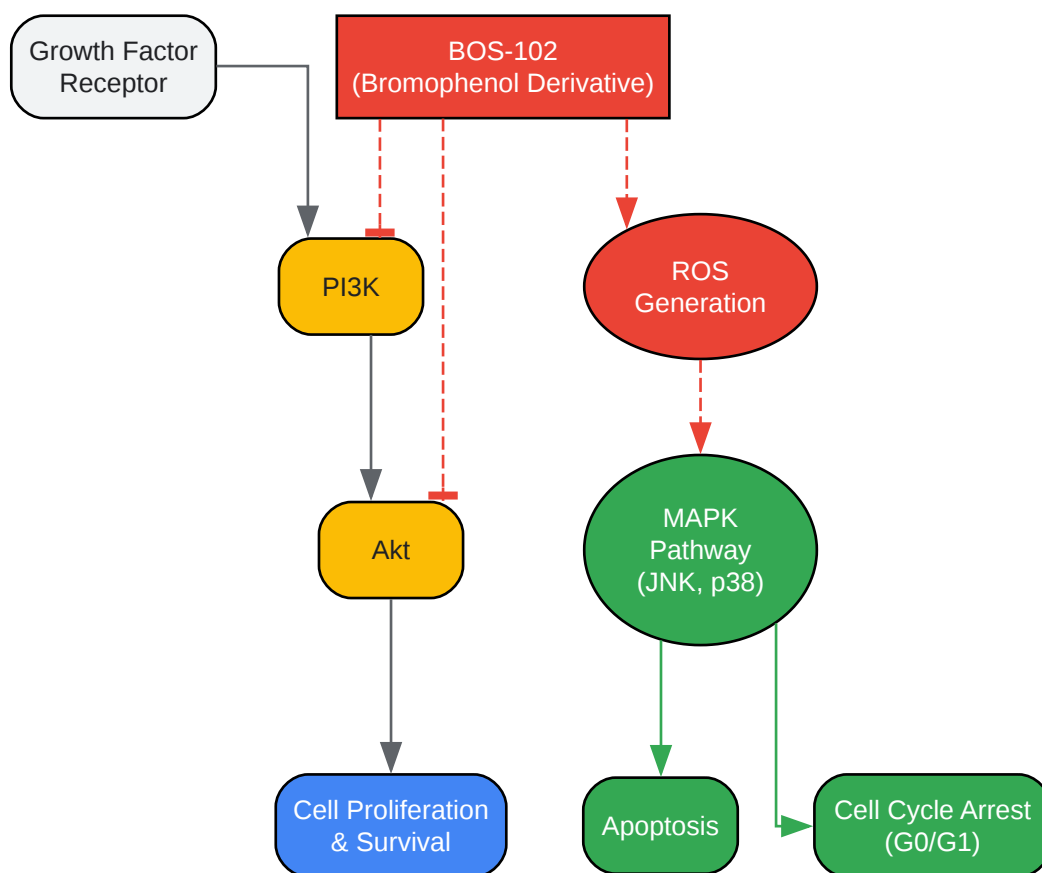 Growth Factor
Receptor
BOS-102
(Bromophenol Derivative)
PI3K
ROS
Generation
Akt
MAPK
Pathway
(JNK, p38)
Cell Proliferation
& Survival
Apoptosis
Cell Cycle Arrest
(G0/G1)